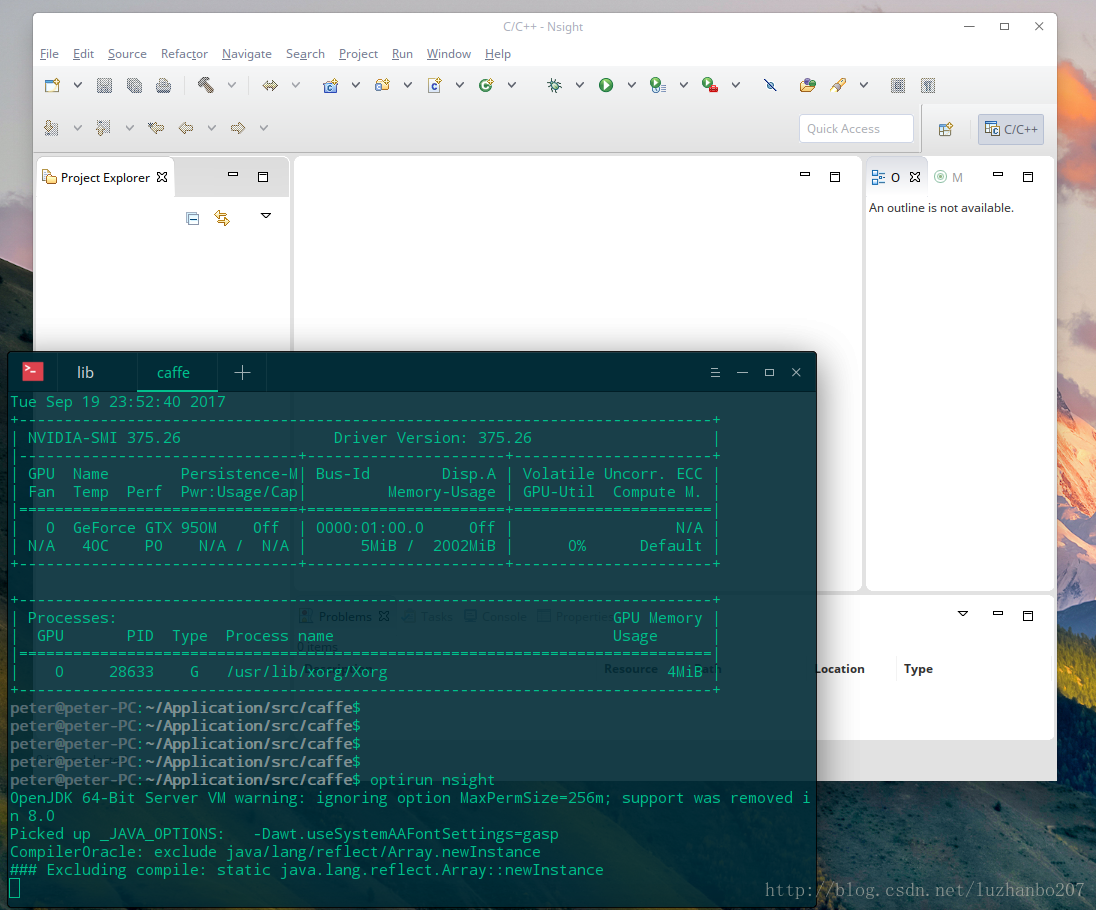 C/C++ - Nsight
File Edit Source Refactor Navigate Search Project Run Window Help
Quick Access
C/C++
Project Explorer
O
M
An outline is not available.
lib
caffe
Tue Sep 19 23:52:40 2017
+-----------------------------------------------------------------------------+
| NVIDIA-SMI 375.26                 Driver Version: 375.26                    |
|-------------------------------+----------------------+----------------------+
| GPU  Name        Persistence-M| Bus-Id        Disp.A | Volatile Uncorr. ECC |
| Fan  Temp  Perf  Pwr:Usage/Cap|         Memory-Usage | GPU-Util  Compute M. |
|===============================+======================+======================|
|   0  GeForce GTX 950M    Off  | 0000:01:00.0     Off |                  N/A |
| N/A   40C    P0    N/A /  N/A |      5MiB /  2002MiB |      0%      Default |
+-------------------------------+----------------------+----------------------+
+-----------------------------------------------------------------------------+
| Processes:                                                       GPU Memory |
|  GPU       PID  Type  Process name                               Usage      |
|=============================================================================|
|    0     28633    G   /usr/lib/xorg/Xorg                               4MiB |
+-----------------------------------------------------------------------------+
Problems Tasks Console Properties
0 items
Resource Path Location Type
peter@peter-PC:~/Application/src/caffe$
peter@peter-PC:~/Application/src/caffe$
peter@peter-PC:~/Application/src/caffe$
peter@peter-PC:~/Application/src/caffe$
peter@peter-PC:~/Application/src/caffe$ optirun nsight
OpenJDK 64-Bit Server VM warning: ignoring option MaxPermSize=256m; support was removed i
n 8.0
Picked up _JAVA_OPTIONS:   -Dawt.useSystemAAFontSettings=gasp
CompilerOracle: exclude java/lang/reflect/Array.newInstance
### Excluding compile: static java.lang.reflect.Array::newInstance
http://blog.csdn.net/luzhanbo207